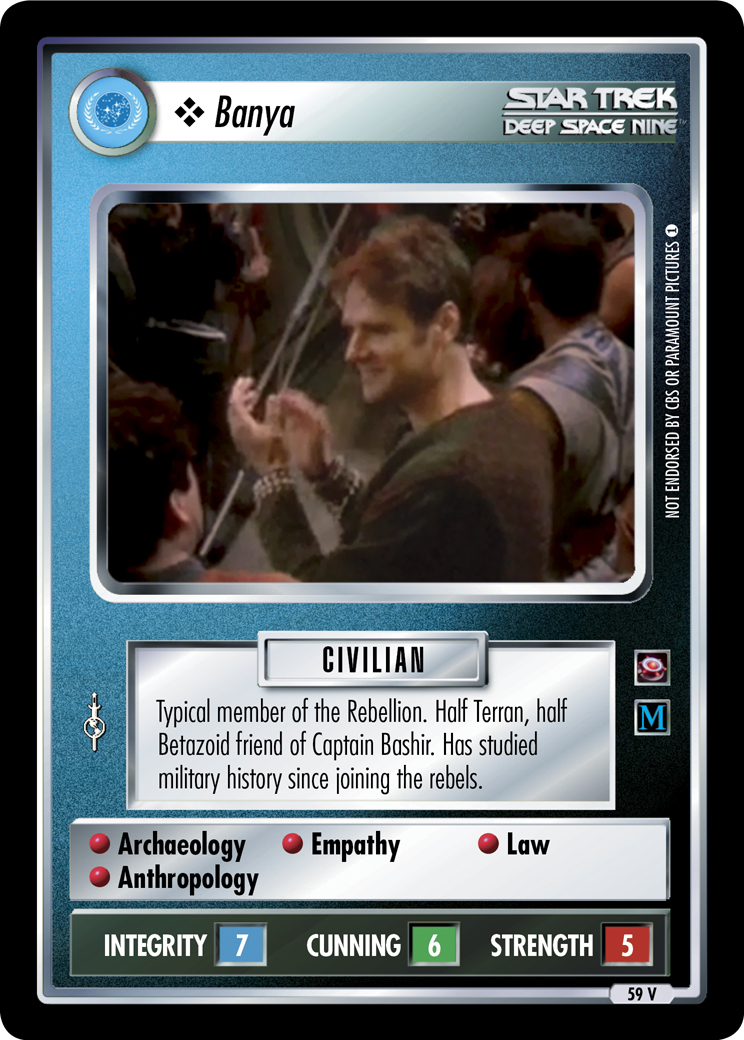 ❖ Banya
STAR TREK
DEEP SPACE NINE™
NOT ENDORSED BY CBS OR PARAMOUNT PICTURES 1
CIVILIAN
Typical member of the Rebellion. Half Terran, half
Betazoid friend of Captain Bashir. Has studied
military history since joining the rebels.
M
Archaeology Empathy Law
Anthropology
INTEGRITY 7 CUNNING 6 STRENGTH 5
59 V